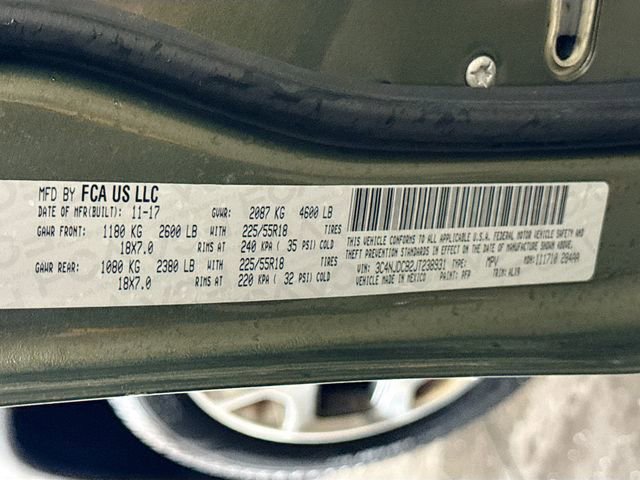 MFD BY FCA US LLC
DATE OF MFR(BUILT): 11-17 GVWR: 2087 KG 4600 LB
GAWR FRONT: 1180 KG 2600 LB WITH 225/55R18 TIRES
18X7.0 RIMS AT 240 KPA ( 35 PSI) COLD
GAWR REAR: 1080 KG 2380 LB WITH 225/55R18 TIRES
18X7.0 RIMS AT 220 KPA ( 32 PSI) COLD
THIS VEHICLE CONFORMS TO ALL APPLICABLE U.S.A. FEDERAL MOTOR VEHICLE SAFETY AND
THEFT PREVENTION STANDARDS IN EFFECT ON THE DATE OF MANUFACTURE SHOWN ABOVE.
VIN: 3C4NJDCB2JT238931 TYPE: MPV MDH: 111710 284AA
VEHICLE MADE IN MEXICO PAINT: TRIM: ALX9